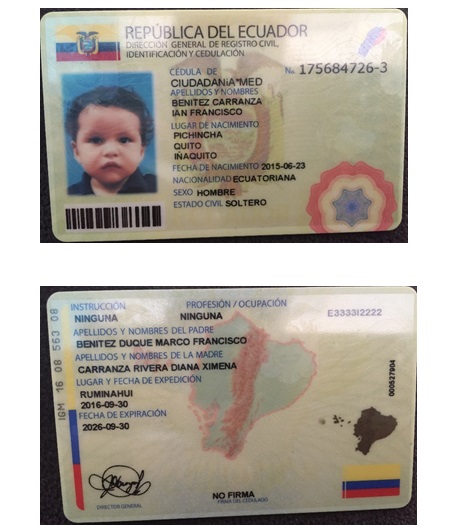 REPÚBLICA DEL ECUADOR
DIRECCIÓN GENERAL DE REGISTRO CIVIL,
IDENTIFICACIÓN Y CEDULACIÓN
CÉDULA DE No. 175684726-3
CIUDADANíA*MED
APELLIDOS Y NOMBRES
BENITEZ CARRANZA
IAN FRANCISCO
LUGAR DE NACIMIENTO
PICHINCHA
QUITO
IÑAQUITO
FECHA DE NACIMIENTO 2015-06-23
NACIONALIDAD ECUATORIANA
SEXO HOMBRE
ESTADO CIVIL SOLTERO
INSTRUCCIÓN PROFESIÓN / OCUPACIÓN
NINGUNA NINGUNA E3333I2222
APELLIDOS Y NOMBRES DEL PADRE
BENITEZ DUQUE MARCO FRANCISCO
APELLIDOS Y NOMBRES DE LA MADRE
CARRANZA RIVERA DIANA XIMENA
LUGAR Y FECHA DE EXPEDICIÓN
RUMINAHUI
2016-09-30
FECHA DE EXPIRACIÓN
2026-09-30
IGM 16 08 563 08
000527904
DIRECTOR GENERAL
NO FIRMA
FIRMA DEL CEDULADO